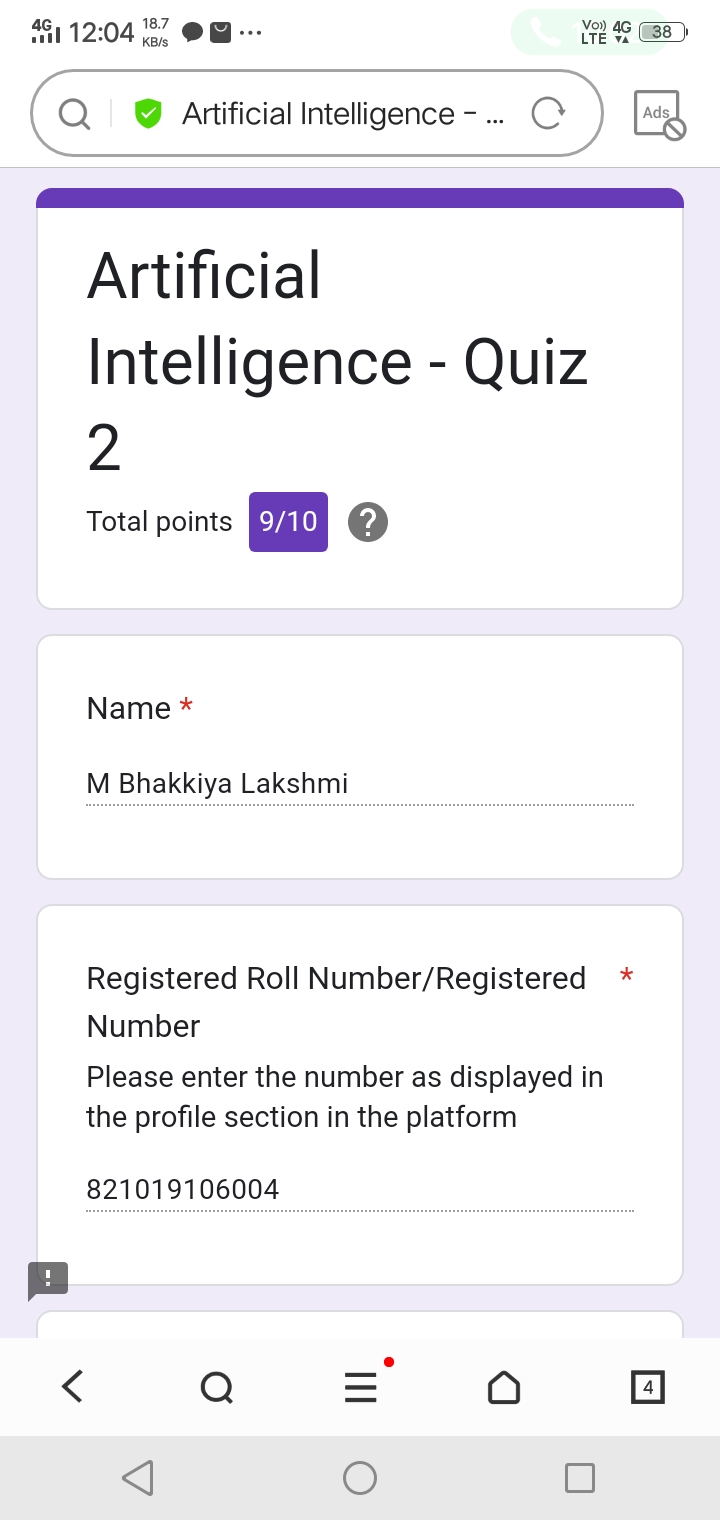 4G 12:04 18.7 KB/s ... Vo)) LTE 4G 38
Artificial Intelligence - ... Ads
Artificial
Intelligence - Quiz
2
Total points 9/10 ?
Name *
M Bhakkiya Lakshmi
Registered Roll Number/Registered *
Number
Please enter the number as displayed in
the profile section in the platform
821019106004
!
4